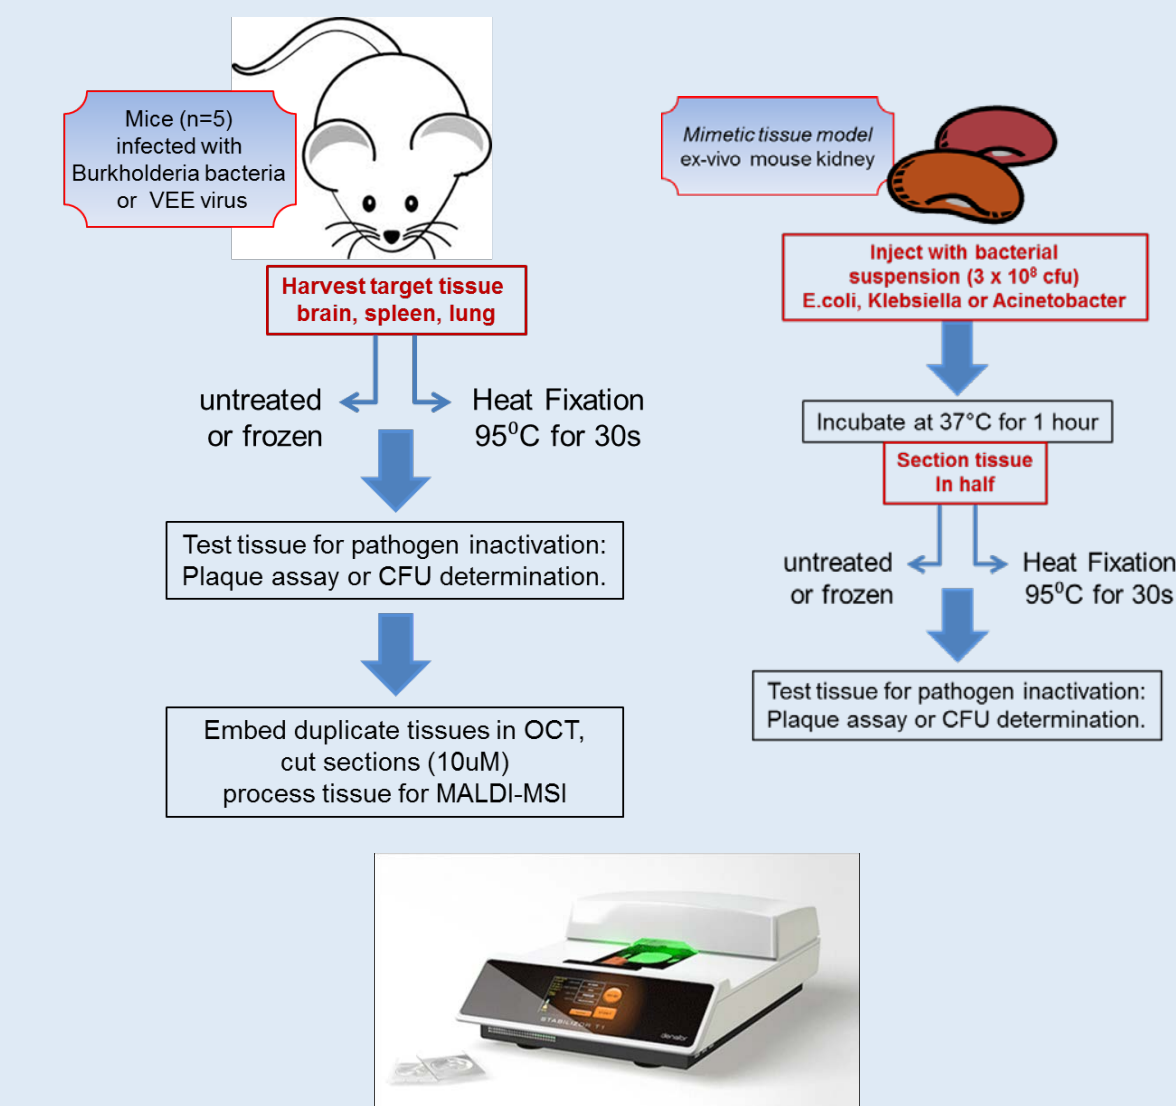 Mice (n=5)
infected with
Burkholderia bacteria
or VEE virus
Harvest target tissue
brain, spleen, lung
untreated
or frozen
Heat Fixation
95⁰C for 30s
Test tissue for pathogen inactivation:
Plaque assay or CFU determination.
Embed duplicate tissues in OCT,
cut sections (10uM)
process tissue for MALDI-MSI
Mimetic tissue model
ex-vivo mouse kidney
Inject with bacterial
suspension (3 x 10⁸ cfu)
E.coli, Klebsiella or Acinetobacter
Incubate at 37°C for 1 hour
Section tissue
In half
untreated
or frozen
Heat Fixation
95⁰C for 30s
Test tissue for pathogen inactivation:
Plaque assay or CFU determination.
STABILIZOR T1
denator